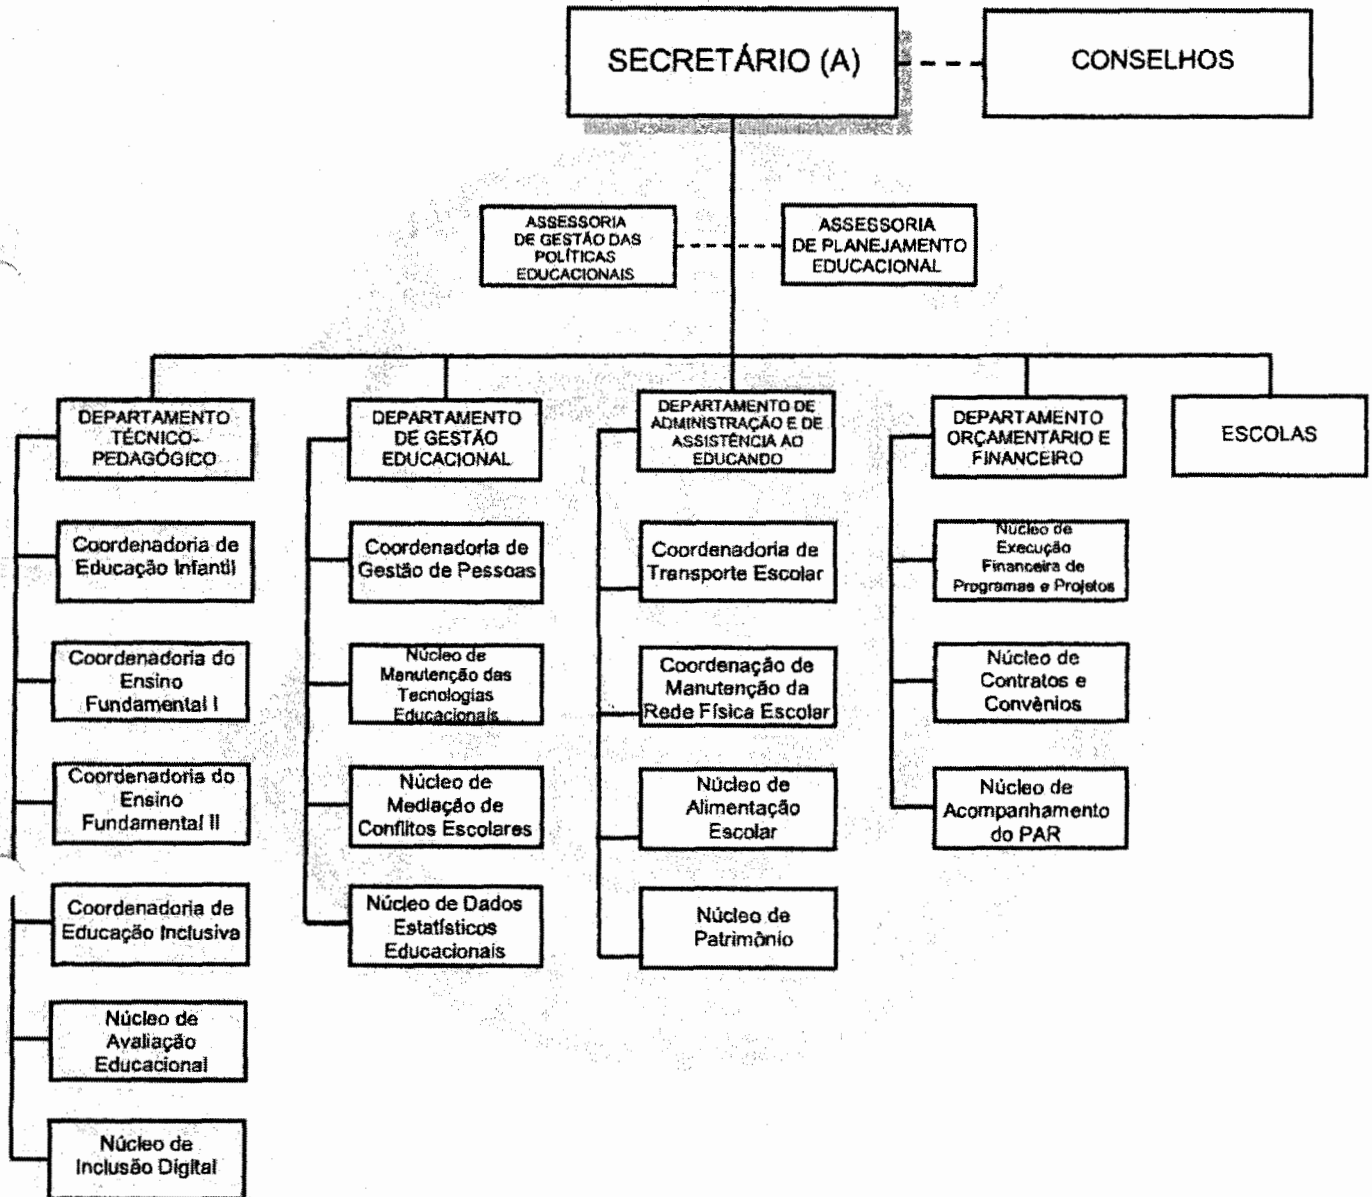 SECRETÁRIO (A)
CONSELHOS
ASSESSORIA
DE GESTÃO DAS
POLÍTICAS
EDUCACIONAIS
ASSESSORIA
DE PLANEJAMENTO
EDUCACIONAL
DEPARTAMENTO
TÉCNICO-
PEDAGÓGICO
Coordenadoria de
Educação Infantil
Coordenadoria do
Ensino
Fundamental I
Coordenadoria do
Ensino
Fundamental II
Coordenadoria de
Educação Inclusiva
Núcleo de
Avaliação
Educacional
Núcleo de
Inclusão Digital
DEPARTAMENTO
DE GESTÃO
EDUCACIONAL
Coordenadoria de
Gestão de Pessoas
Núcleo de
Manutenção das
Tecnologias
Educacionais
Núcleo de
Mediação de
Conflitos Escolares
Núcleo de Dados
Estatísticos
Educacionais
DEPARTAMENTO DE
ADMINISTRAÇÃO E DE
ASSISTÊNCIA AO
EDUCANDO
Coordenadoria de
Transporte Escolar
Coordenação de
Manutenção da
Rede Física Escolar
Núcleo de
Alimentação
Escolar
Núcleo de
Patrimônio
DEPARTAMENTO
ORÇAMENTÁRIO E
FINANCEIRO
Núcleo de
Execução
Financeira de
Programas e Projetos
Núcleo de
Contratos e
Convênios
Núcleo de
Acompanhamento
do PAR
ESCOLAS